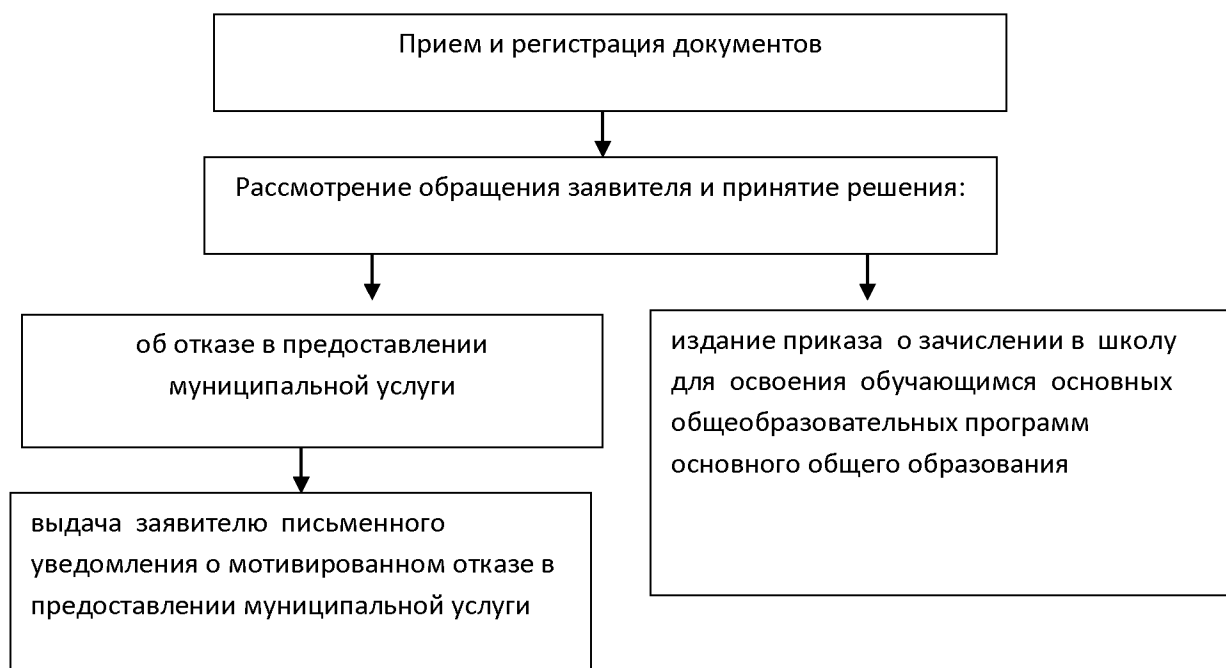 Прием и регистрация документов
Рассмотрение обращения заявителя и принятие решения:
об отказе в предоставлении
муниципальной услуги
издание приказа о зачислении в школу
для освоения обучающимся основных
общеобразовательных программ
основного общего образования
выдача заявителю письменного
уведомления о мотивированном отказе в
предоставлении муниципальной услуги